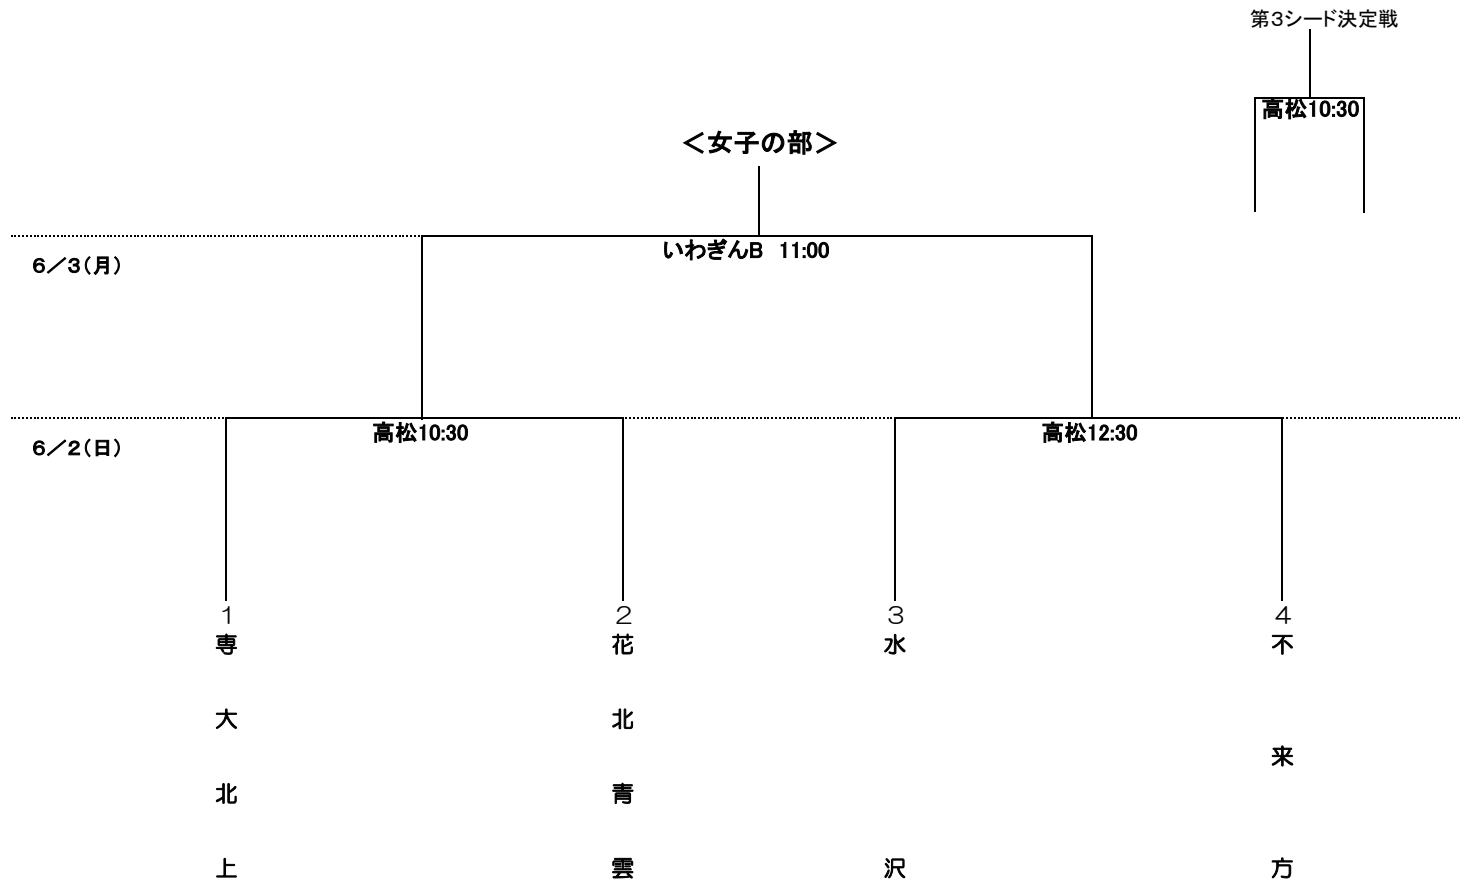 第3シード決定戦
高松10:30
＜女子の部＞
いわぎんB　11:00
6／3(月)
高松10:30
高松12:30
6／2(日)
1
専大北上
2
花北青雲
3
水沢
4
不来方